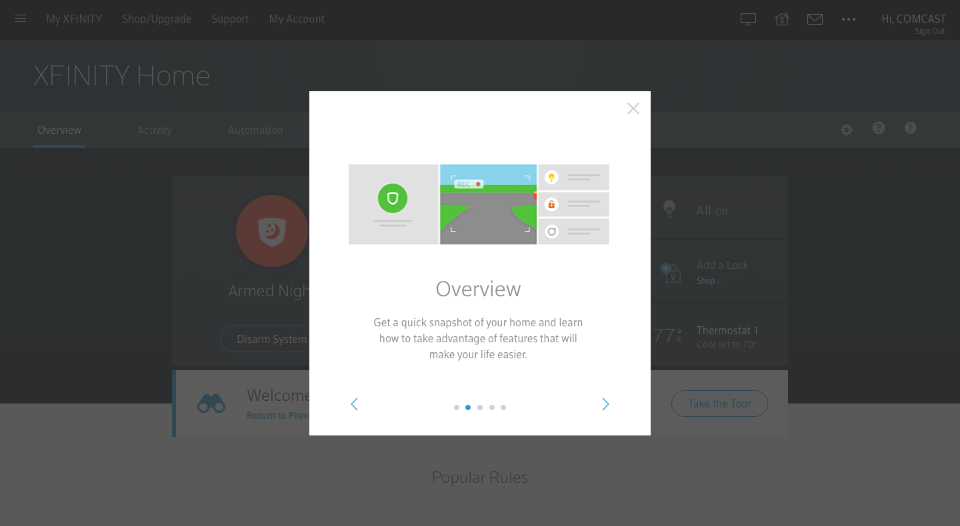 My XFINITY
Shop/Upgrade
Support
My Account
Hi, COMCAST
Sign Out
XFINITY Home
Overview
Activity
Automation
Armed Nigh
Disarm System
All Off
Add a Lock
Shop >
77°
Thermostat 1
Cool set to 70°
Overview
Get a quick snapshot of your home and learn
how to take advantage of features that will
make your life easier.
Welcome
Return to Prev
Take the Tour
Popular Rules